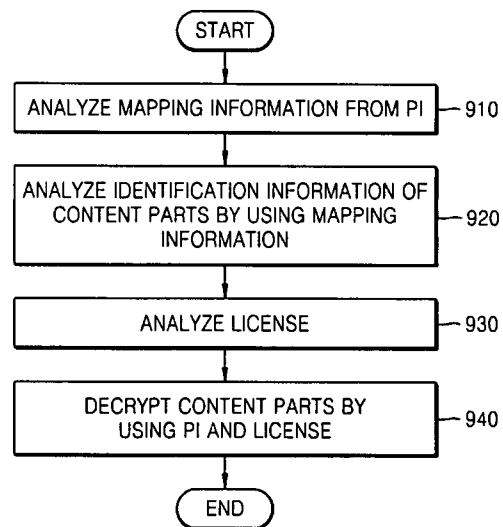 START
ANALYZE MAPPING INFORMATION FROM PI
910
ANALYZE IDENTIFICATION INFORMATION OF
CONTENT PARTS BY USING MAPPING
INFORMATION
920
ANALYZE LICENSE
930
DECRYPT CONTENT PARTS BY
USING PI AND LICENSE
940
END